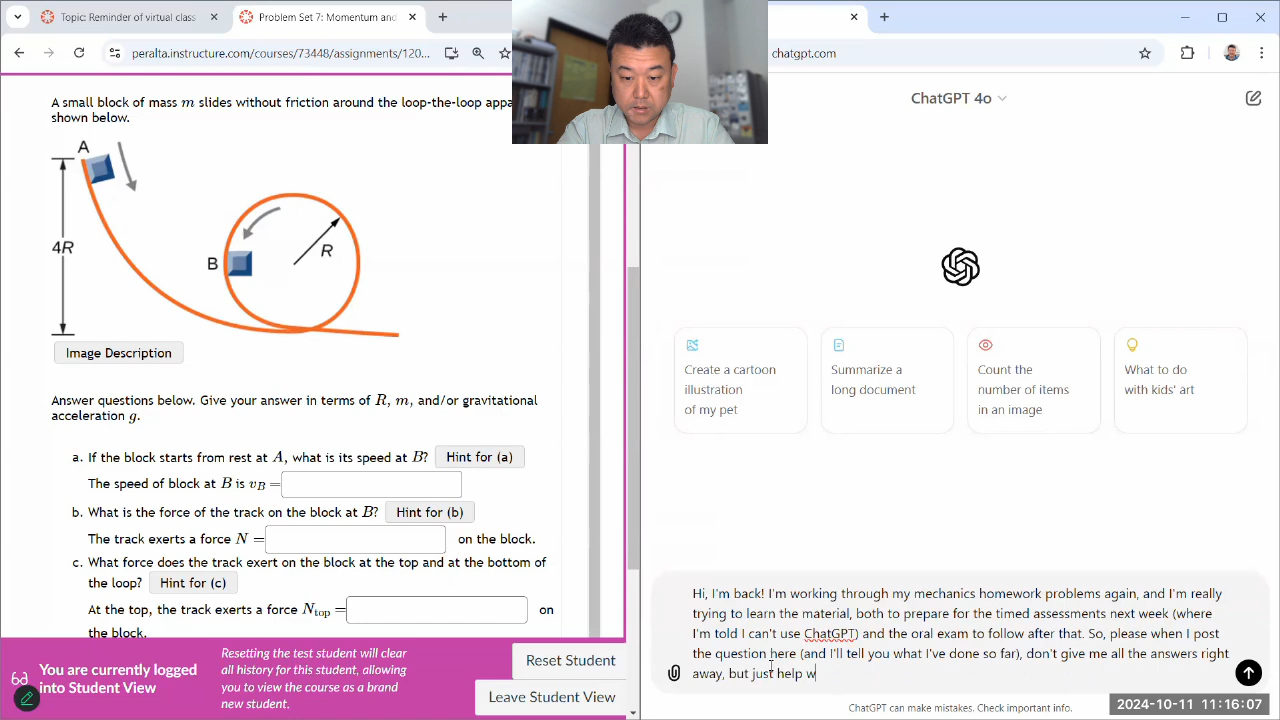 Topic: Reminder of virtual class
Problem Set 7: Momentum and
peralta.instructure.com/courses/73448/assignments/120...
chatgpt.com
A small block of mass m slides without friction around the loop-the-loop appa
shown below.
A
4R
B
R
Image Description
Answer questions below. Give your answer in terms of R, m, and/or gravitational
acceleration g.
a. If the block starts from rest at A, what is its speed at B? Hint for (a)
The speed of block at B is vB =
b. What is the force of the track on the block at B? Hint for (b)
The track exerts a force N = on the block.
c. What force does the track exert on the block at the top and at the bottom of
the loop? Hint for (c)
At the top, the track exerts a force Ntop = on
the block.
You are currently logged
into Student View
Resetting the test student will clear
all history for this student, allowing
you to view the course as a brand
new student.
Reset Student
Leave Student View
ChatGPT 4o
Create a cartoon
illustration
of my pet
Summarize a
long document
Count the
number of items
in an image
What to do
with kids' art
Hi, I'm back! I'm working through my mechanics homework problems again, and I'm really
trying to learn the material, both to prepare for the timed assessments next week (where
I'm told I can't use ChatGPT) and the oral exam to follow after that. So, please when I post
the question here (and I'll tell you what I've done so far), don't give me all the answers right
away, but just help w
ChatGPT can make mistakes. Check important info.
2024-10-11 11:16:07